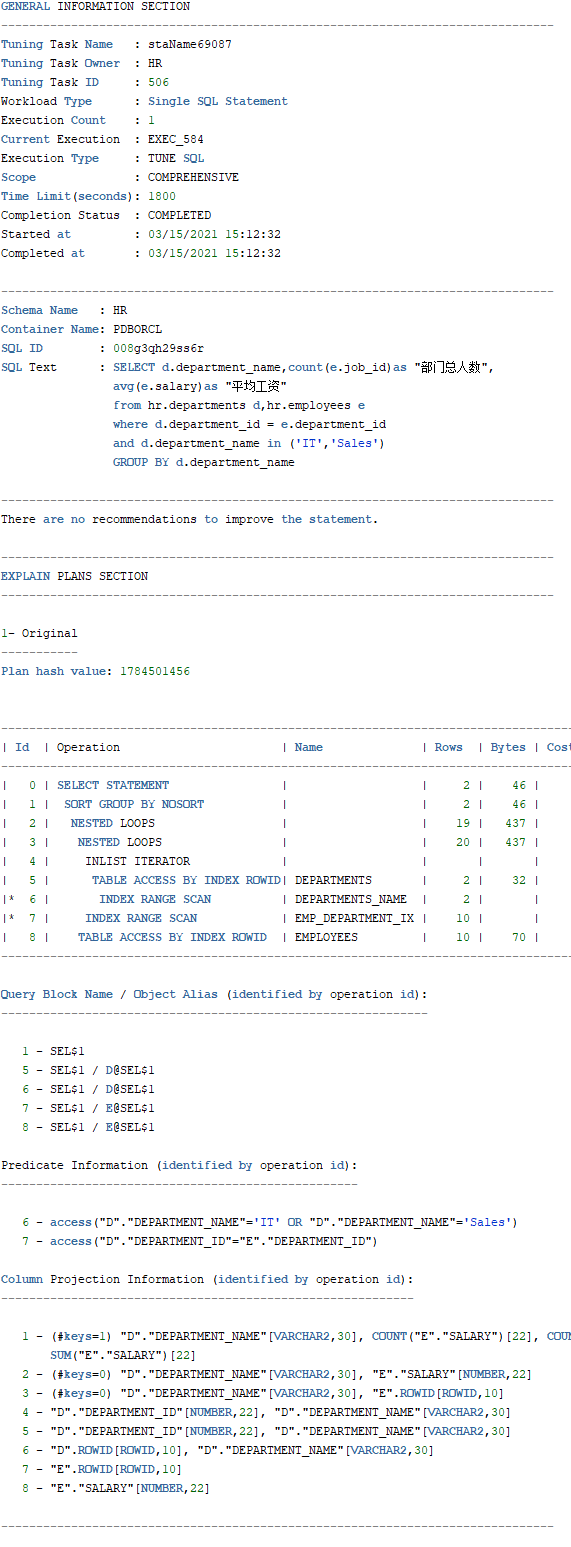 GENERAL INFORMATION SECTION
-------------------------------------------------------------------------------
Tuning Task Name   : staName69087
Tuning Task Owner  : HR
Tuning Task ID     : 506
Workload Type      : Single SQL Statement
Execution Count    : 1
Current Execution  : EXEC_584
Execution Type     : TUNE SQL
Scope              : COMPREHENSIVE
Time Limit(seconds): 1800
Completion Status  : COMPLETED
Started at         : 03/15/2021 15:12:32
Completed at       : 03/15/2021 15:12:32
-------------------------------------------------------------------------------
Schema Name   : HR
Container Name: PDBORCL
SQL ID        : 008g3qh29ss6r
SQL Text      : SELECT d.department_name,count(e.job_id)as "部门总人数",
                avg(e.salary)as "平均工资"
                from hr.departments d,hr.employees e
                where d.department_id = e.department_id
                and d.department_name in ('IT','Sales')
                GROUP BY d.department_name
-------------------------------------------------------------------------------
There are no recommendations to improve the statement.
-------------------------------------------------------------------------------
EXPLAIN PLANS SECTION
-------------------------------------------------------------------------------
1- Original
-----------
Plan hash value: 1784501456
-------------------------------------------------------------------------------
| Id  | Operation                       | Name              | Rows  | Bytes | Cost
-------------------------------------------------------------------------------
|   0 | SELECT STATEMENT                |                   |     2 |    46 |
|   1 |  SORT GROUP BY NOSORT           |                   |     2 |    46 |
|   2 |   NESTED LOOPS                  |                   |    19 |   437 |
|   3 |    NESTED LOOPS                 |                   |    20 |   437 |
|   4 |     INLIST ITERATOR             |                   |       |       |
|   5 |      TABLE ACCESS BY INDEX ROWID| DEPARTMENTS       |     2 |    32 |
|*  6 |       INDEX RANGE SCAN          | DEPARTMENTS_NAME  |     2 |       |
|*  7 |     INDEX RANGE SCAN            | EMP_DEPARTMENT_IX |    10 |       |
|   8 |    TABLE ACCESS BY INDEX ROWID  | EMPLOYEES         |    10 |    70 |
-------------------------------------------------------------------------------
Query Block Name / Object Alias (identified by operation id):
-------------------------------------------------------------
   1 - SEL$1
   5 - SEL$1 / D@SEL$1
   6 - SEL$1 / D@SEL$1
   7 - SEL$1 / E@SEL$1
   8 - SEL$1 / E@SEL$1
Predicate Information (identified by operation id):
---------------------------------------------------
   6 - access("D"."DEPARTMENT_NAME"='IT' OR "D"."DEPARTMENT_NAME"='Sales')
   7 - access("D"."DEPARTMENT_ID"="E"."DEPARTMENT_ID")
Column Projection Information (identified by operation id):
-----------------------------------------------------------
   1 - (#keys=1) "D"."DEPARTMENT_NAME"[VARCHAR2,30], COUNT("E"."SALARY")[22],
       SUM("E"."SALARY")[22]
   2 - (#keys=0) "D"."DEPARTMENT_NAME"[VARCHAR2,30], "E"."SALARY"[NUMBER,22]
   3 - (#keys=0) "D"."DEPARTMENT_NAME"[VARCHAR2,30], "E".ROWID[ROWID,10]
   4 - "D"."DEPARTMENT_ID"[NUMBER,22], "D"."DEPARTMENT_NAME"[VARCHAR2,30]
   5 - "D"."DEPARTMENT_ID"[NUMBER,22], "D"."DEPARTMENT_NAME"[VARCHAR2,30]
   6 - "D".ROWID[ROWID,10], "D"."DEPARTMENT_NAME"[VARCHAR2,30]
   7 - "E".ROWID[ROWID,10]
   8 - "E"."SALARY"[NUMBER,22]
-------------------------------------------------------------------------------